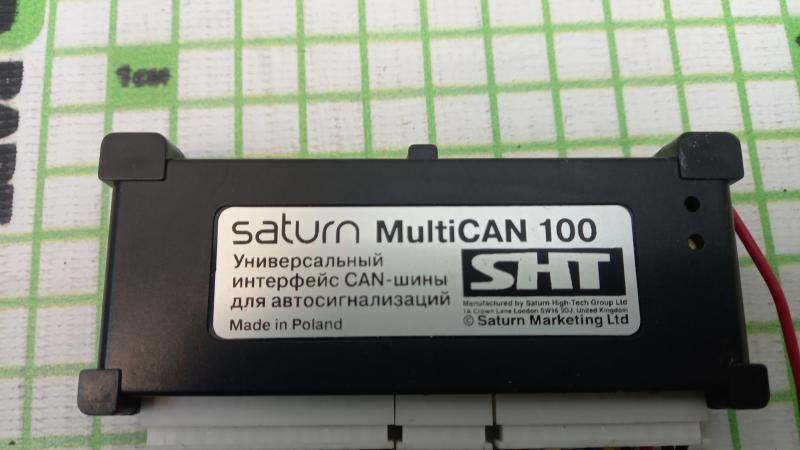 1см
saturn MultiCAN 100
Универсальный
интерфейс CAN-шины
для автосигнализаций
Made in Poland
SHT
Manufactured by Saturn High-Tech Group Ltd
1A Crown Lane London SW16 3DJ, United Kingdom
© Saturn Marketing Ltd